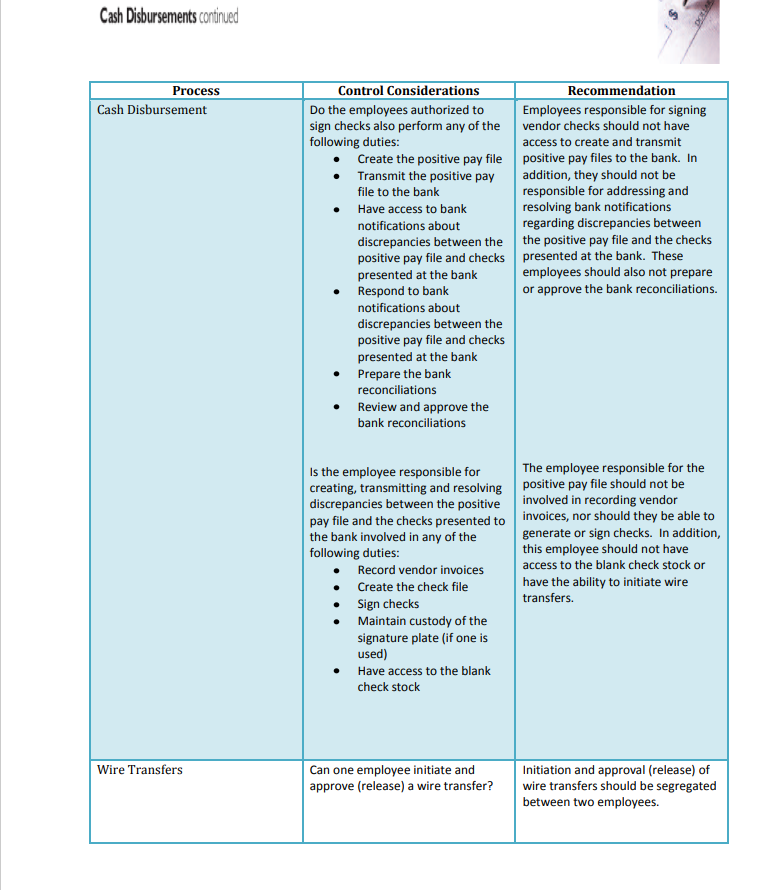 Cash Disbursements continued
Process
Control Considerations
Recommendation
Cash Disbursement
Do the employees authorized to
sign checks also perform any of the
following duties:
• Create the positive pay file
• Transmit the positive pay
file to the bank
• Have access to bank
notifications about
discrepancies between the
positive pay file and checks
presented at the bank
• Respond to bank
notifications about
discrepancies between the
positive pay file and checks
presented at the bank
• Prepare the bank
reconciliations
• Review and approve the
bank reconciliations
Employees responsible for signing
vendor checks should not have
access to create and transmit
positive pay files to the bank. In
addition, they should not be
responsible for addressing and
resolving bank notifications
regarding discrepancies between
the positive pay file and the checks
presented at the bank. These
employees should also not prepare
or approve the bank reconciliations.
Is the employee responsible for
creating, transmitting and resolving
discrepancies between the positive
pay file and the checks presented to
the bank involved in any of the
following duties:
• Record vendor invoices
• Create the check file
• Sign checks
• Maintain custody of the
signature plate (if one is
used)
• Have access to the blank
check stock
The employee responsible for the
positive pay file should not be
involved in recording vendor
invoices, nor should they be able to
generate or sign checks. In addition,
this employee should not have
access to the blank check stock or
have the ability to initiate wire
transfers.
Wire Transfers
Can one employee initiate and
approve (release) a wire transfer?
Initiation and approval (release) of
wire transfers should be segregated
between two employees.